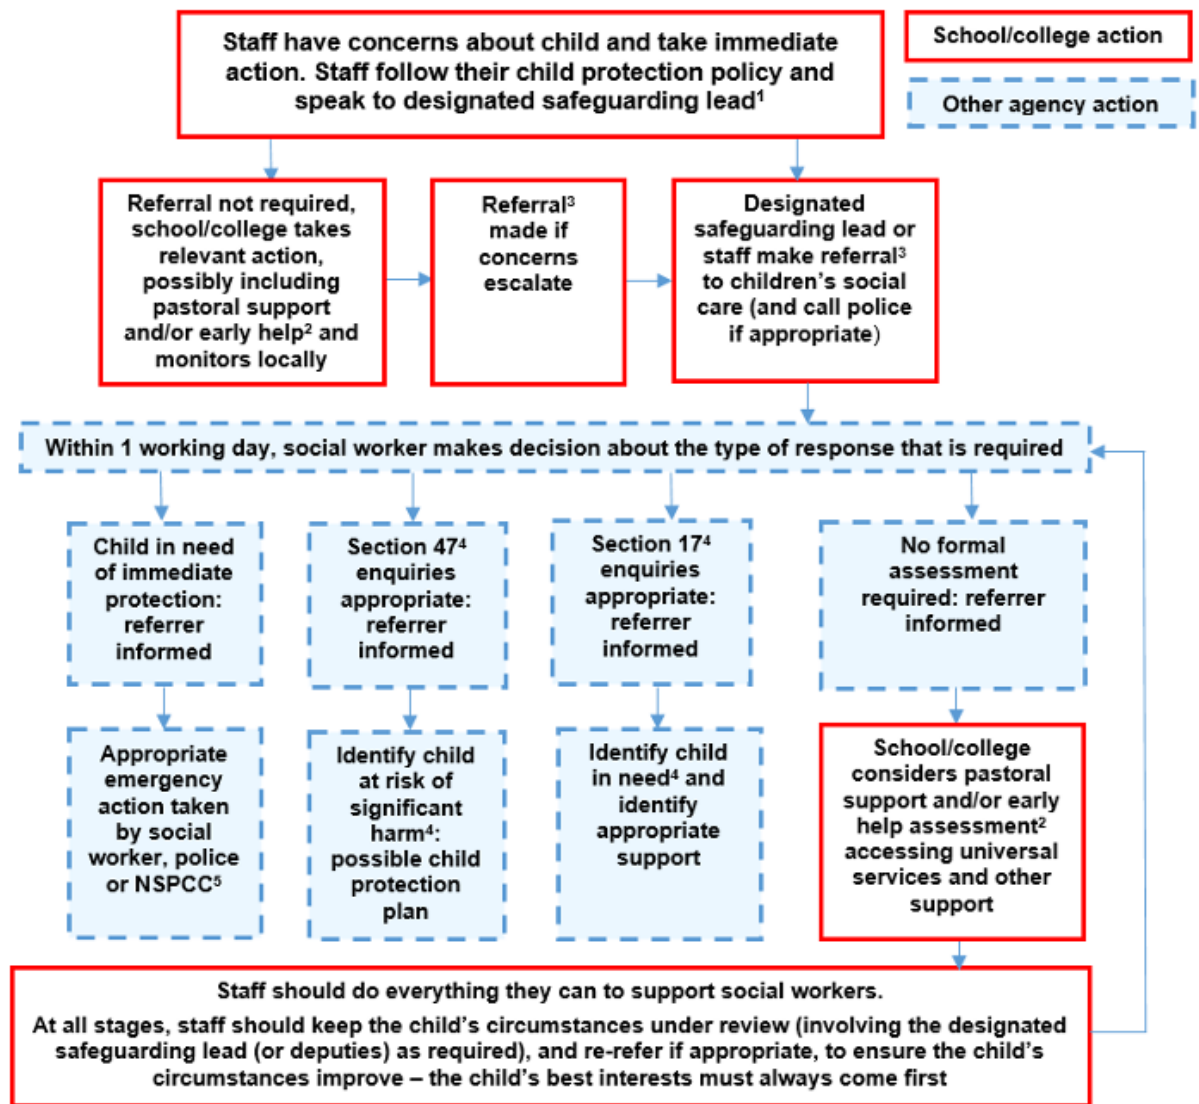 Staff have concerns about child and take immediate
action. Staff follow their child protection policy and
speak to designated safeguarding lead¹
School/college action
Other agency action
Referral not required,
school/college takes
relevant action,
possibly including
pastoral support
and/or early help² and
monitors locally
Referral³
made if
concerns
escalate
Designated
safeguarding lead or
staff make referral³
to children's social
care (and call police
if appropriate)
Within 1 working day, social worker makes decision about the type of response that is required
Child in need
of immediate
protection:
referrer
informed
Section 47⁴
enquiries
appropriate:
referrer
informed
Section 17⁴
enquiries
appropriate:
referrer
informed
No formal
assessment
required: referrer
informed
Appropriate
emergency
action taken
by social
worker, police
or NSPCC⁵
Identify child
at risk of
significant
harm⁴:
possible child
protection
plan
Identify child
in need⁴ and
identify
appropriate
support
School/college
considers pastoral
support and/or early
help assessment²
accessing universal
services and other
support
Staff should do everything they can to support social workers.
At all stages, staff should keep the child's circumstances under review (involving the designated
safeguarding lead (or deputies) as required), and re-refer if appropriate, to ensure the child's
circumstances improve – the child's best interests must always come first